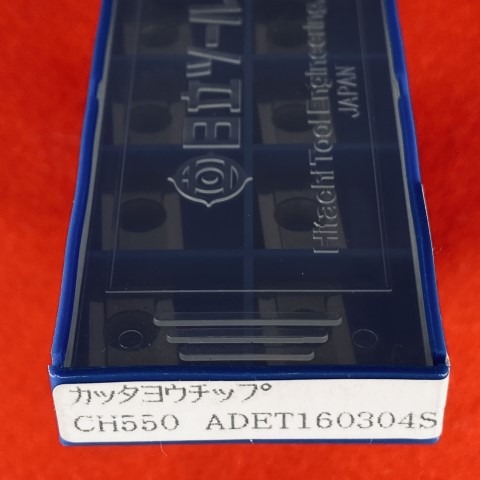 日立ツール
Hitachi Tool Engineering,
JAPAN
カッタヨウチップ
CH550 ADET160304S